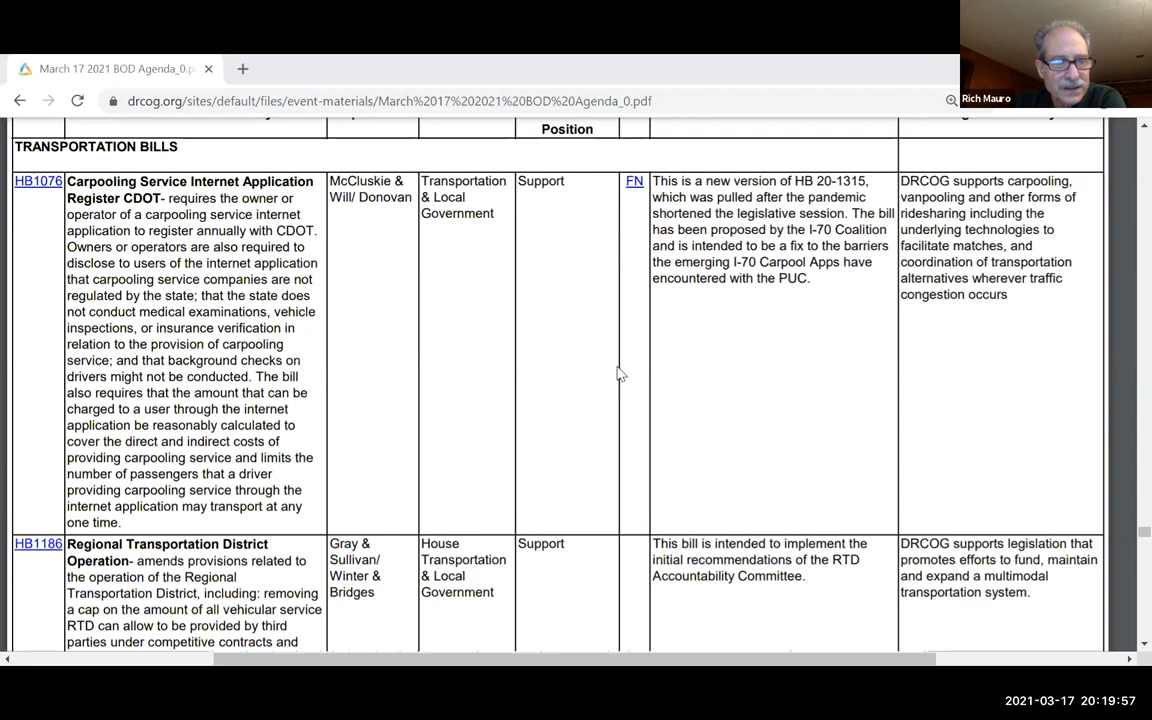 March 17 2021 BOD Agenda_0.p
drcog.org/sites/default/files/event-materials/March%2017%202021%20BOD%20Agenda_0.pdf
Rich Mauro
Position
TRANSPORTATION BILLS
HB1076
Carpooling Service Internet Application
Register CDOT- requires the owner or
operator of a carpooling service internet
application to register annually with CDOT.
Owners or operators are also required to
disclose to users of the internet application
that carpooling service companies are not
regulated by the state; that the state does
not conduct medical examinations, vehicle
inspections, or insurance verification in
relation to the provision of carpooling
service; and that background checks on
drivers might not be conducted. The bill
also requires that the amount that can be
charged to a user through the internet
application be reasonably calculated to
cover the direct and indirect costs of
providing carpooling service and limits the
number of passengers that a driver
providing carpooling service through the
internet application may transport at any
one time.
McCluskie &
Will/ Donovan
Transportation
& Local
Government
Support
FN
This is a new version of HB 20-1315,
which was pulled after the pandemic
shortened the legislative session. The bill
has been proposed by the I-70 Coalition
and is intended to be a fix to the barriers
the emerging I-70 Carpool Apps have
encountered with the PUC.
DRCOG supports carpooling,
vanpooling and other forms of
ridesharing including the
underlying technologies to
facilitate matches, and
coordination of transportation
alternatives wherever traffic
congestion occurs
HB1186
Regional Transportation District
Operation- amends provisions related to
the operation of the Regional
Transportation District, including: removing
a cap on the amount of all vehicular service
RTD can allow to be provided by third
parties under competitive contracts and
Gray &
Sullivan/
Winter &
Bridges
House
Transportation
& Local
Government
Support
This bill is intended to implement the
initial recommendations of the RTD
Accountability Committee.
DRCOG supports legislation that
promotes efforts to fund, maintain
and expand a multimodal
transportation system.
2021-03-17 20:19:57